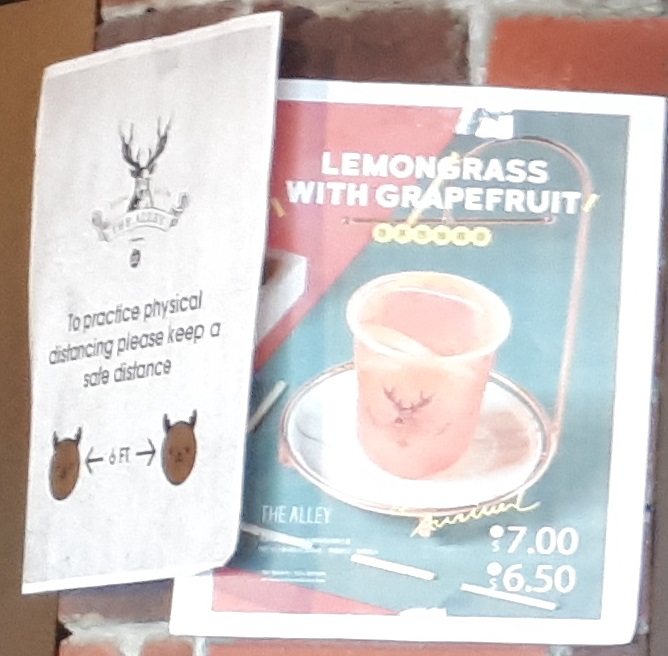 THE ALLEY
To practice physical
distancing please keep a
safe distance
← 6 FT →
LEMONGRASS
WITH GRAPEFRUIT
THE ALLEY
7.00
S 6.50